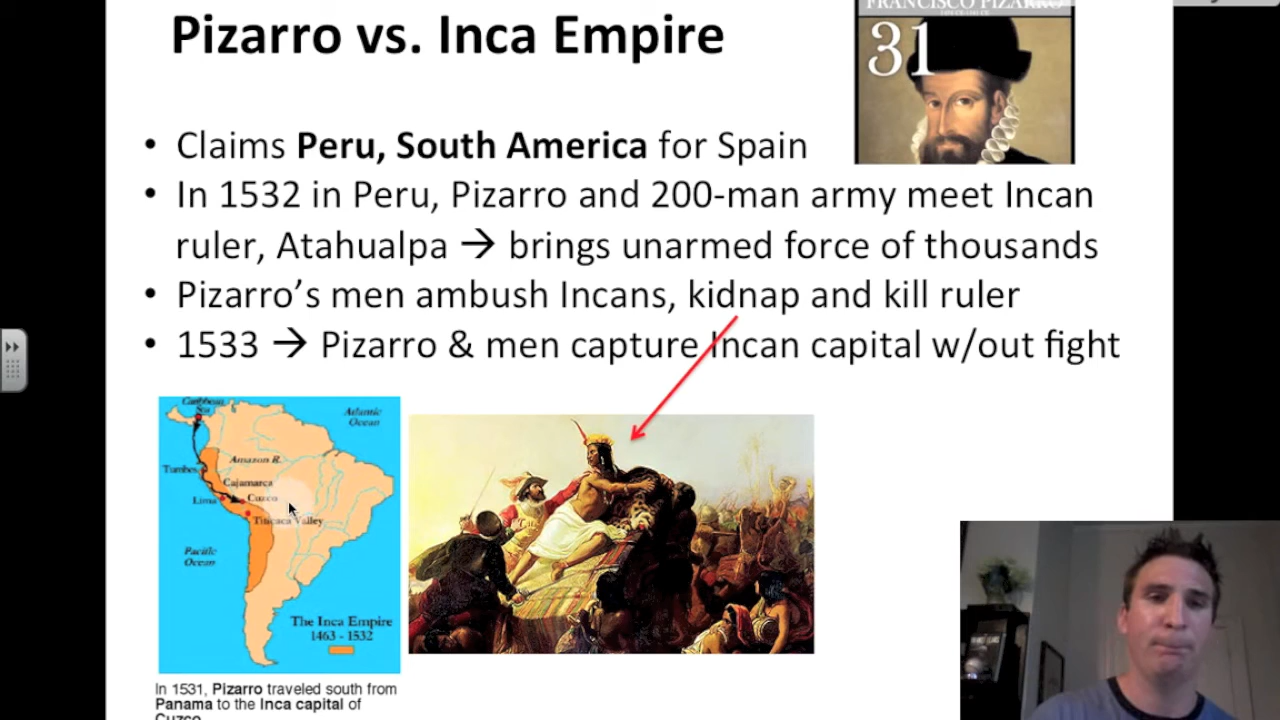 FRANCISCO PIZARRO
31
Pizarro vs. Inca Empire
• Claims Peru, South America for Spain
• In 1532 in Peru, Pizarro and 200-man army meet Incan
ruler, Atahualpa → brings unarmed force of thousands
• Pizarro’s men ambush Incans, kidnap and kill ruler
• 1533 → Pizarro & men capture Incan capital w/out fight
Caribbean
Sea
Atlantic
Ocean
Amazon R.
Tumbes
Cajamarca
Lima
Cuzco
Titicaca Valley
Pacific
Ocean
The Inca Empire
1463 - 1532
In 1531, Pizarro traveled south from
Panama to the Inca capital of
Cuzco